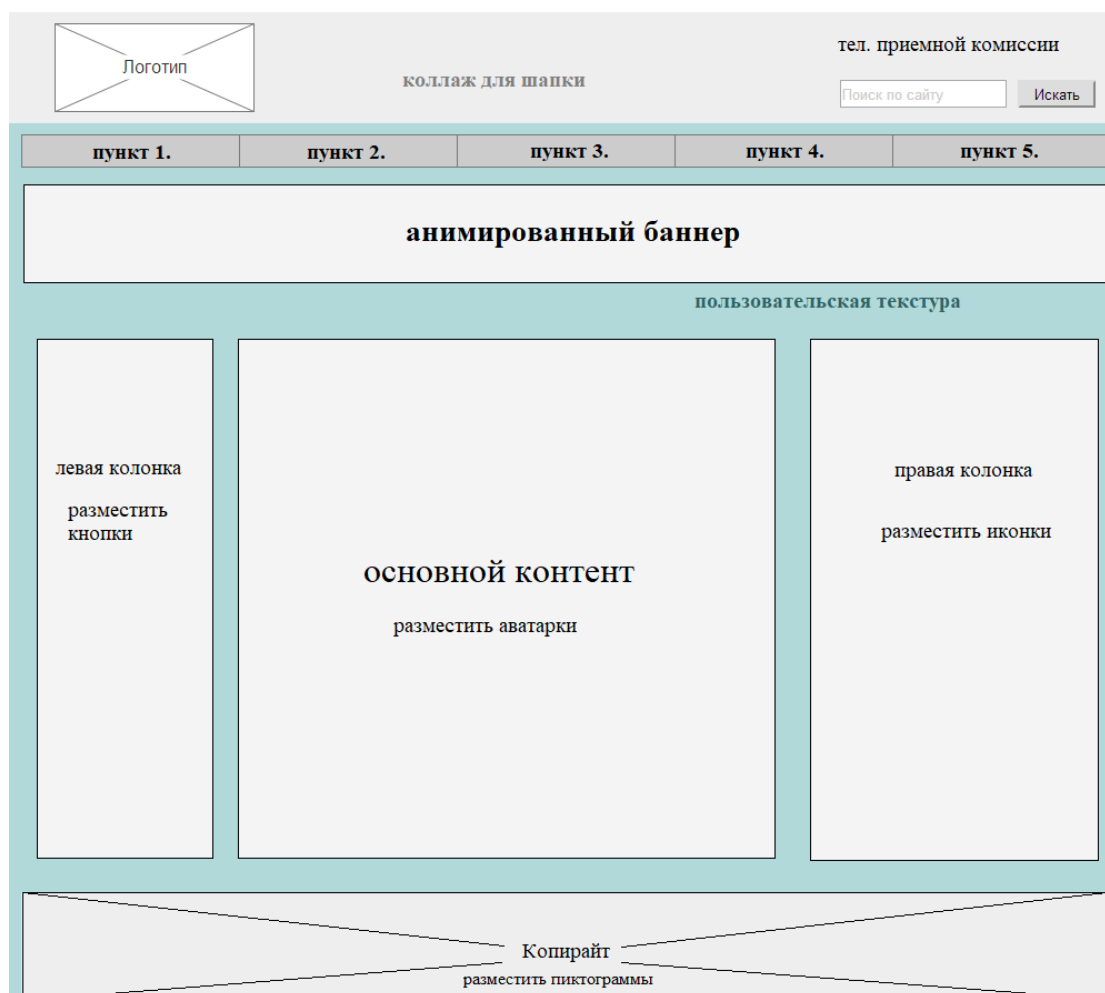 тел. приемной комиссии
Логотип
коллаж для шапки
Поиск по сайту
Искать
пункт 1.
пункт 2.
пункт 3.
пункт 4.
пункт 5.
анимированный баннер
пользовательская текстура
левая колонка
разместить
кнопки
основной контент
разместить аватарки
правая колонка
разместить иконки
Копирайт
разместить пиктограммы